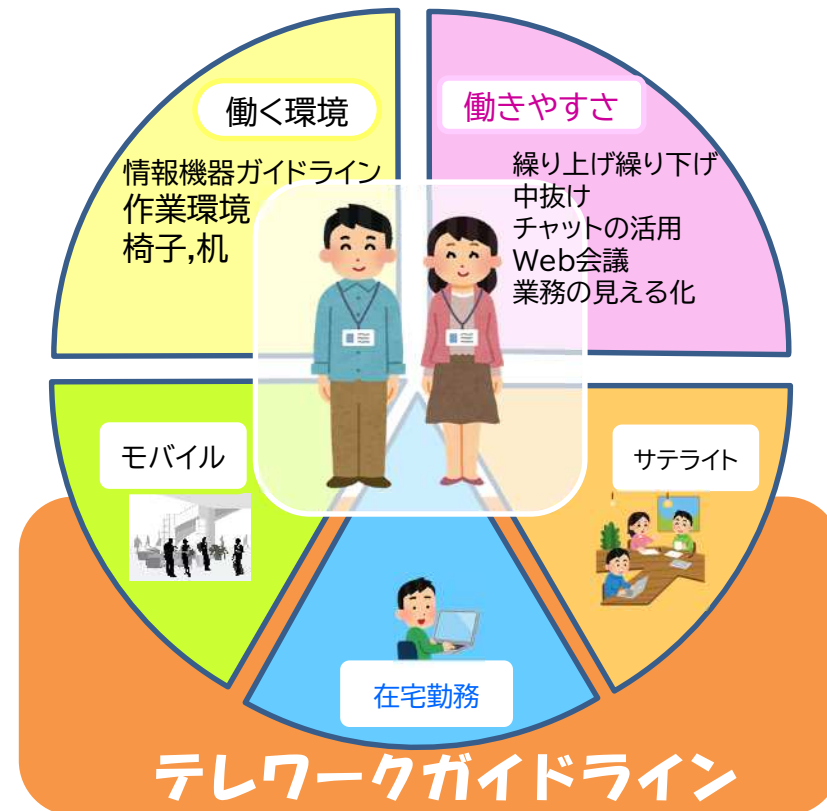 働く環境
情報機器ガイドライン
作業環境
椅子,机
働きやすさ
繰り上げ繰り下げ
中抜け
チャットの活用
Web会議
業務の見える化
モバイル
サテライト
在宅勤務
テレワークガイドライン